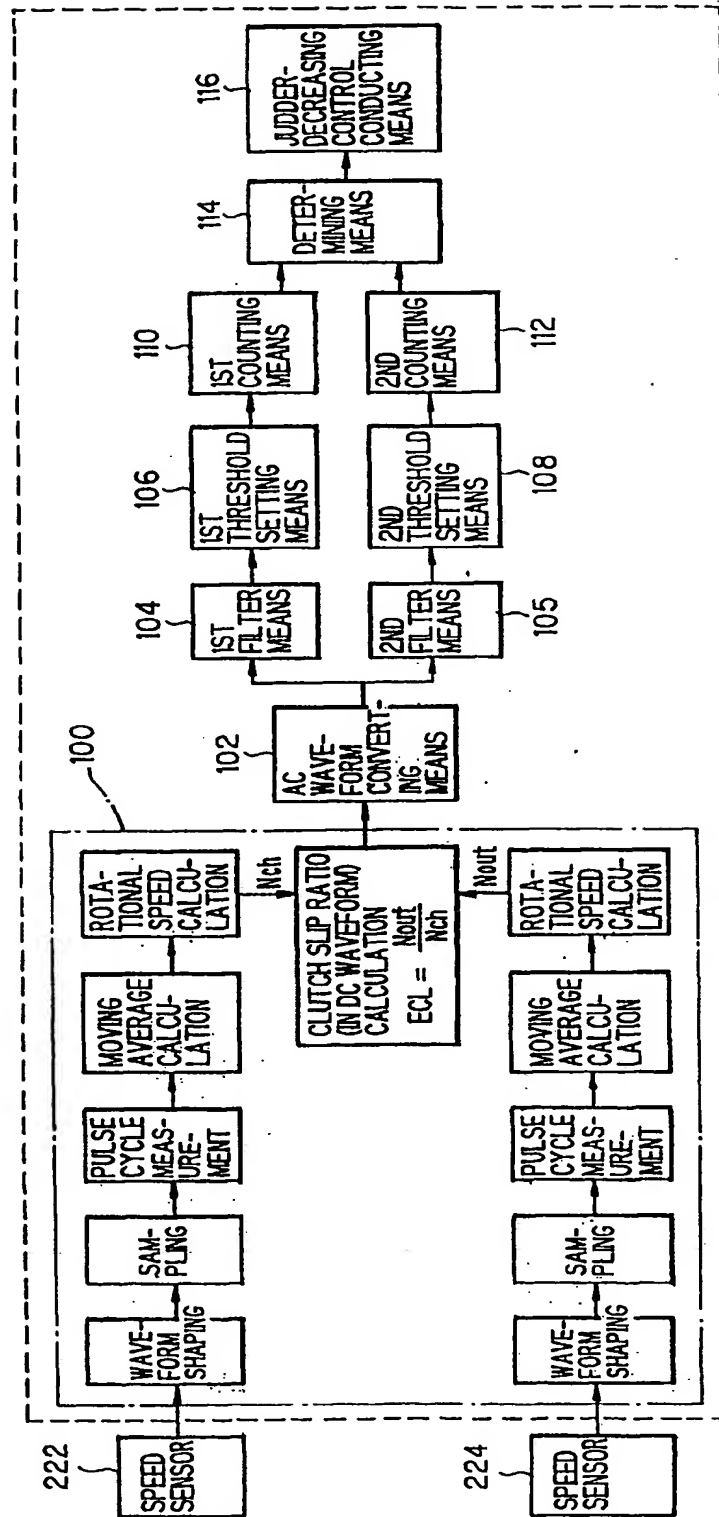 222
SPEED
SENSOR
WAVE-
FORM
SHAPING
SAM-
PLING
PULSE
CYCLE
MEAS-
UREM-
MENT
MOVING
AVERAGE
CALCU-
LATION
ROTA-
TIONAL
SPEED
CALCU-
LATION
Nch
100
CLUTCH SLIP RATIO
(IN DC WAVEFORM)
CALCULATION
ECL = Nout
Nch
224
SPEED
SENSOR
WAVE-
FORM
SHAPING
SAM-
PLING
PULSE
CYCLE
MEAS-
URE-
MENT
MOVING
AVERAGE
CALCU-
LATION
ROTA-
TIONAL
SPEED
CALCU-
LATION
Nout
102
AC WAVE-
FORM
CONVERT-
ING
MEANS
104
1ST
FILTER
MEANS
106
1ST
THRESHOLD
SETTING
MEANS
110
1ST
COUNTING
MEANS
105
2ND
FILTER
MEANS
108
2ND
THRESHOLD
SETTING
MEANS
112
2ND
COUNTING
MEANS
114
DETER-
MINING
MEANS
116
JUDDER-
DECREASING
CONTROL
CONDUCTING
MEANS